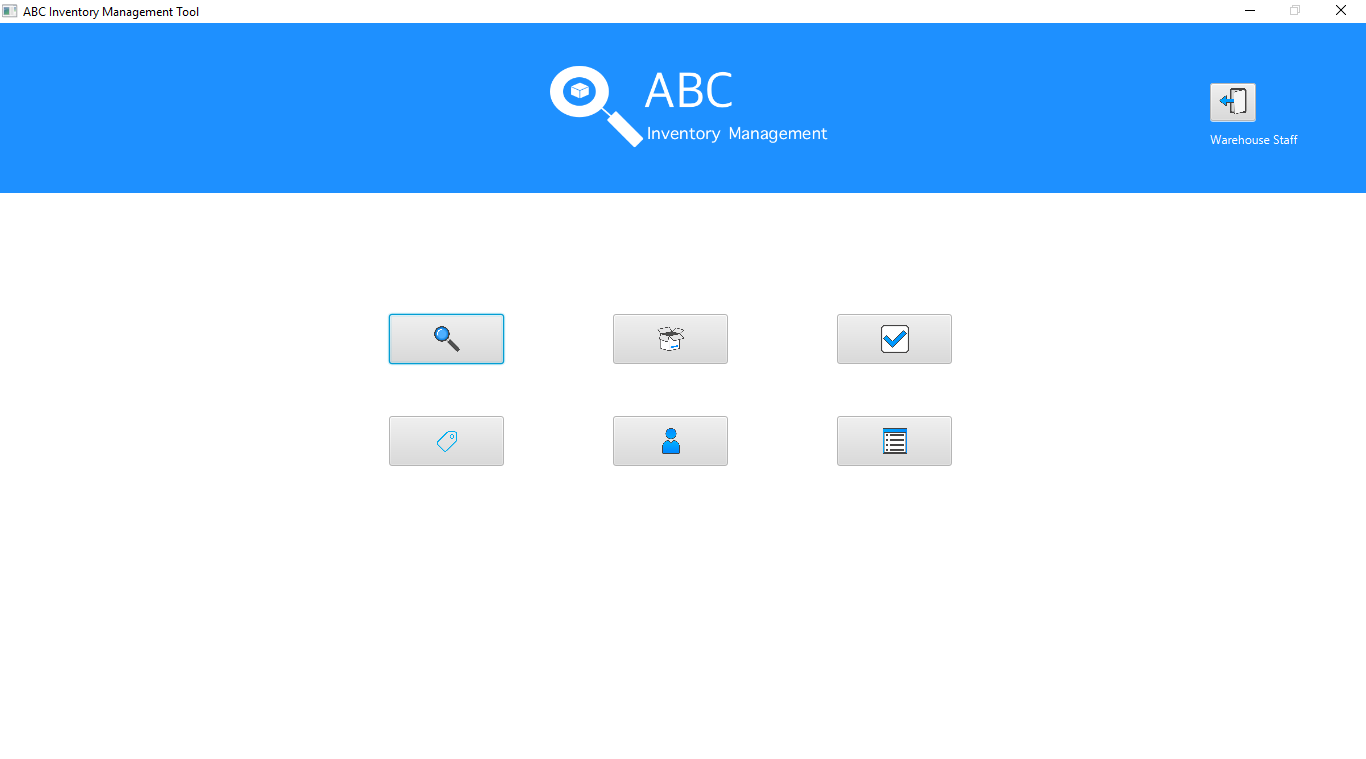 ABC Inventory Management Tool
ABC
Inventory Management
Warehouse Staff